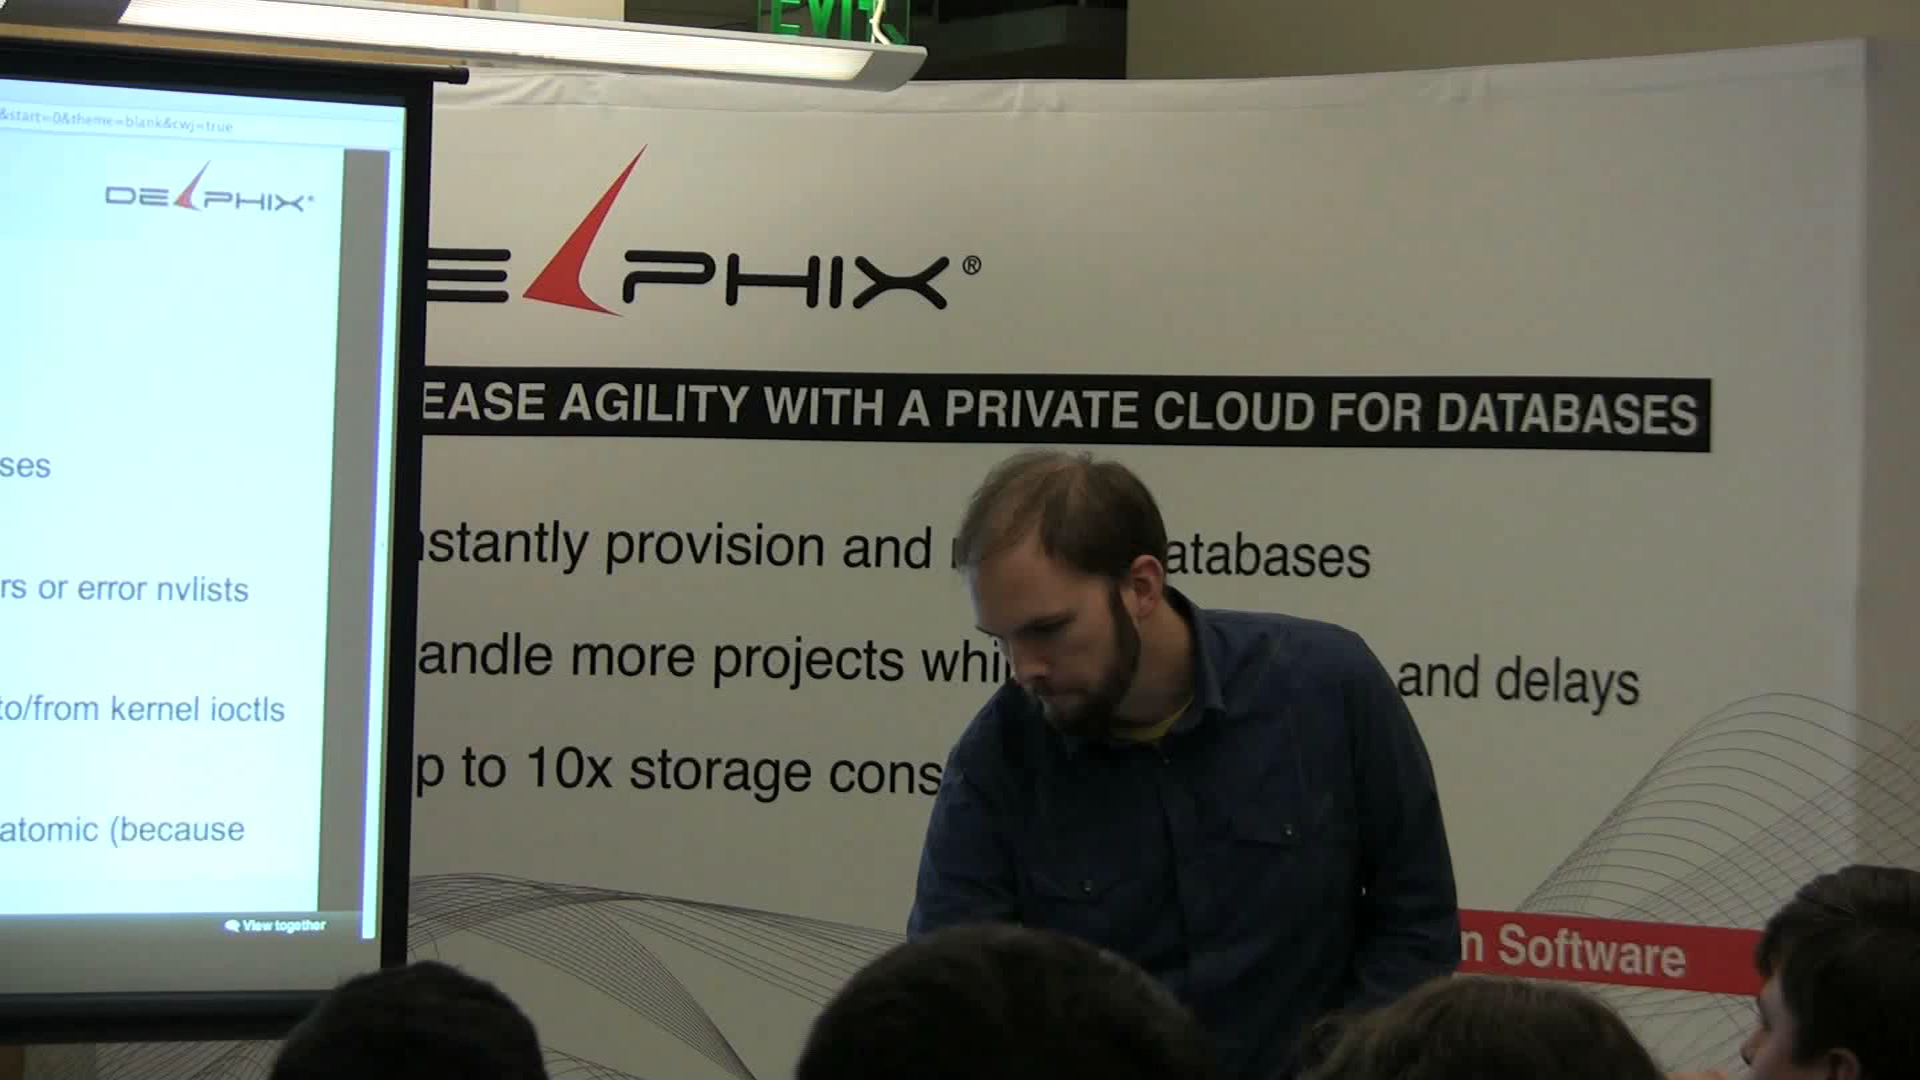 EXIT
&start=0&theme=blank&cwj=true
DELPHIX
ses
rs or error nvlists
to/from kernel ioctls
atomic (because
View together
ELPHIX®
EASE AGILITY WITH A PRIVATE CLOUD FOR DATABASES
nstantly provision and
atabases
andle more projects whi
and delays
p to 10x storage cons
n Software